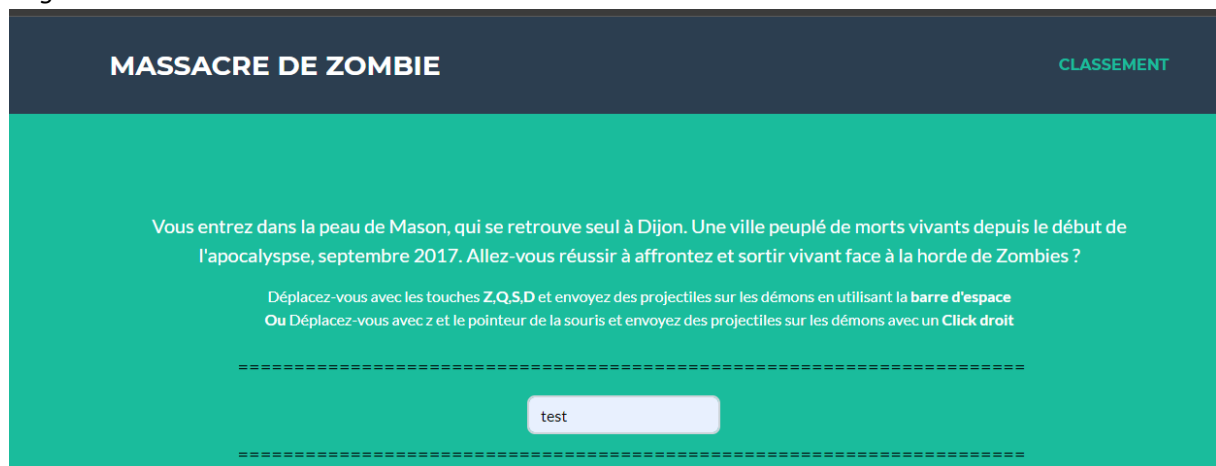 MASSACRE DE ZOMBIE
CLASSEMENT
Vous entrez dans la peau de Mason, qui se retrouve seul à Dijon. Une ville peuplé de morts vivants depuis le début de
l'apocalyspse, septembre 2017. Allez-vous réussir à affrontez et sortir vivant face à la horde de Zombies ?
Déplacez-vous avec les touches Z,Q,S,D et envoyez des projectiles sur les démons en utilisant la barre d'espace
Ou Déplacez-vous avec z et le pointeur de la souris et envoyez des projectiles sur les démons avec un Click droit
======================================================================
test
======================================================================